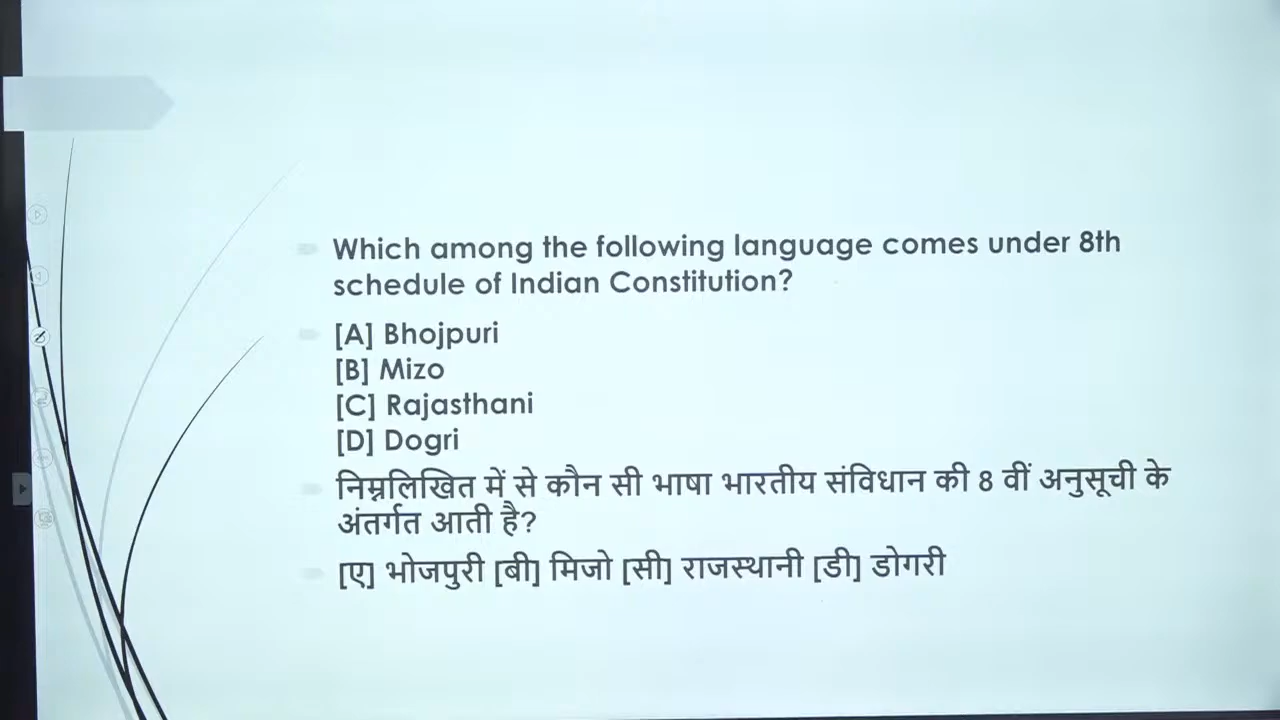 Which among the following language comes under 8th
schedule of Indian Constitution?
[A] Bhojpuri
[B] Mizo
[C] Rajasthani
[D] Dogri
निम्नलिखित में से कौन सी भाषा भारतीय संविधान की 8 वीं अनुसूची के
अंतर्गत आती है?
[ए] भोजपुरी [बी] मिजो [सी] राजस्थानी [डी] डोगरी